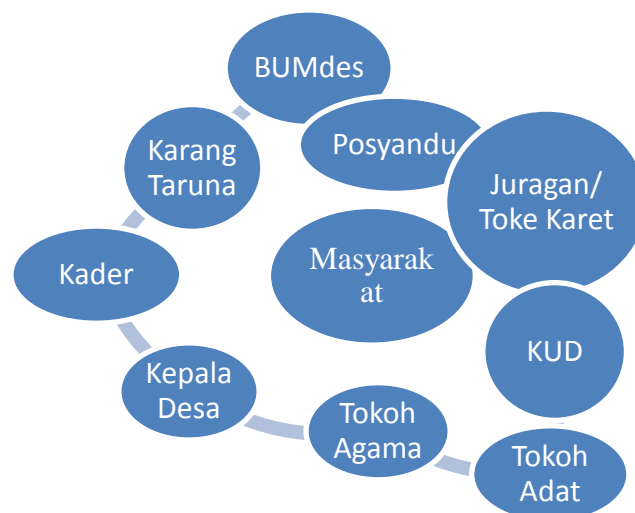 BUMdes
Posyandu
Karang
Taruna
Juragan/
Toke Karet
Masyarak
at
Kader
KUD
Kepala
Desa
Tokoh
Agama
Tokoh
Adat